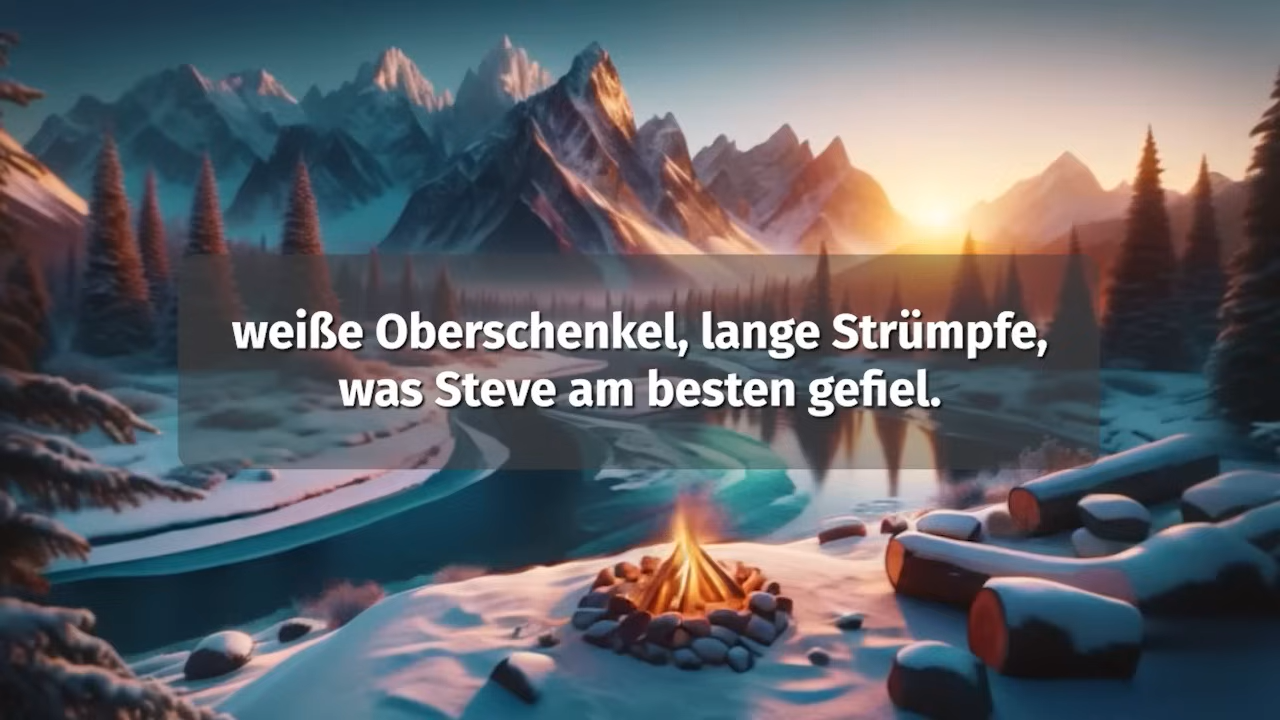 weiße Oberschenkel, lange Strümpfe,
was Steve am besten gefiel.